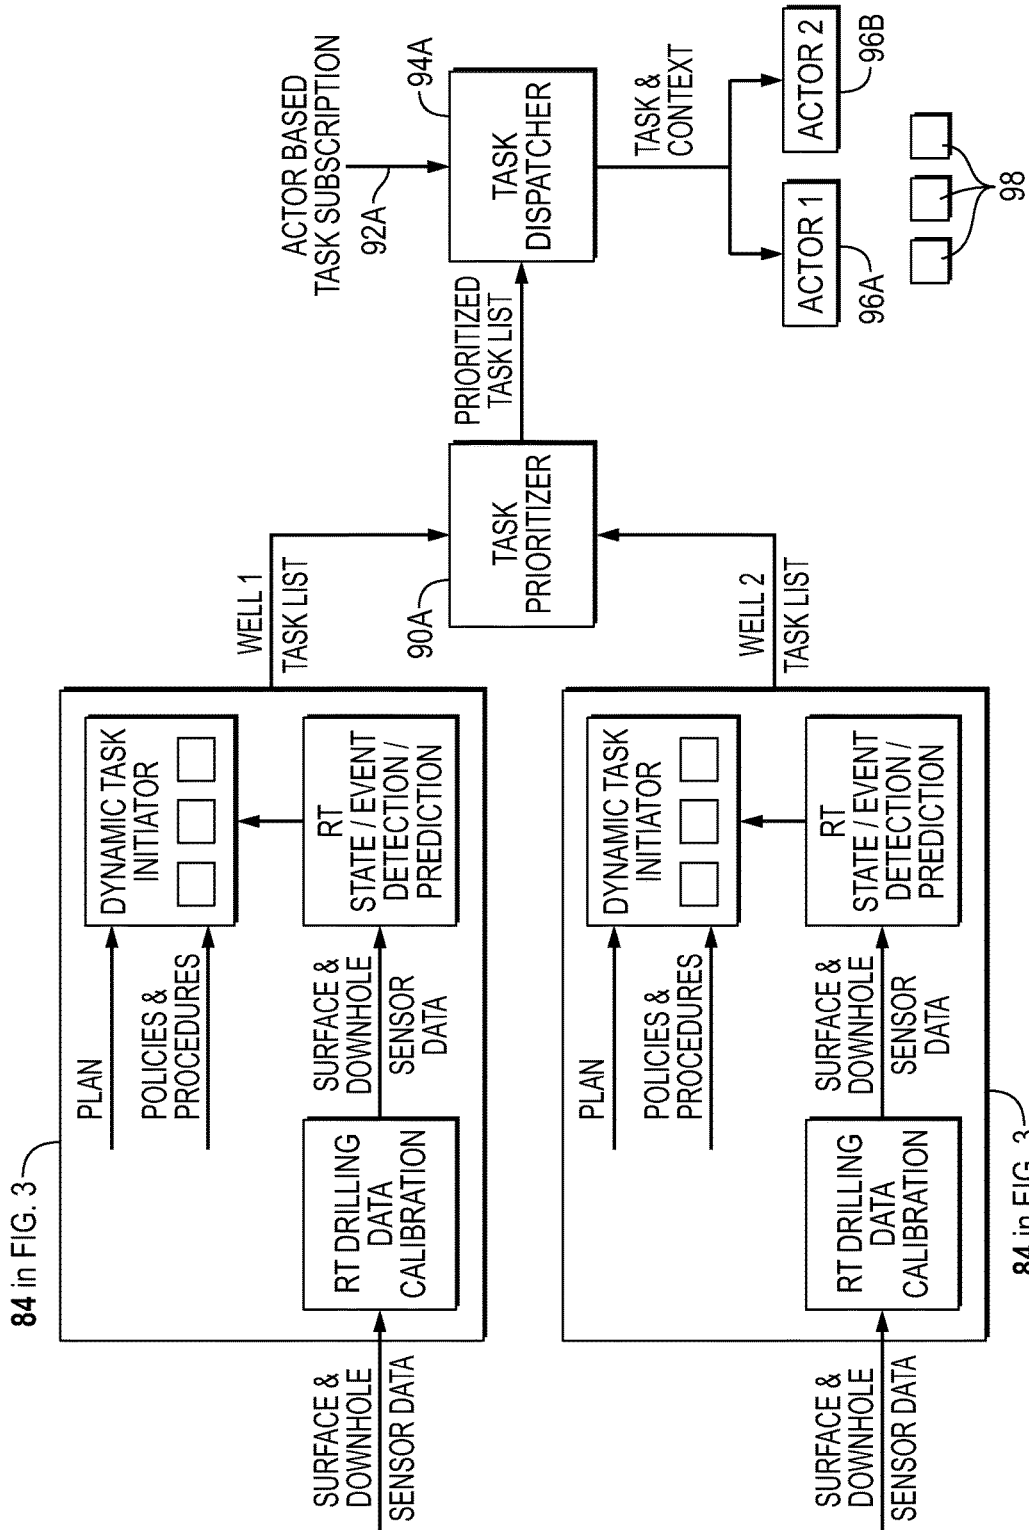 84 in FIG. 3
SURFACE &
DOWNHOLE
SENSOR DATA
RT DRILLING
DATA
CALIBRATION
SURFACE &
DOWNHOLE
SENSOR
DATA
RT
STATE / EVENT
DETECTION /
PREDICTION
PLAN
POLICIES &
PROCEDURES
DYNAMIC TASK
INITIATOR
WELL 1
TASK LIST
84 in FIG. 3
SURFACE &
DOWNHOLE
SENSOR DATA
RT DRILLING
DATA
CALIBRATION
SURFACE &
DOWNHOLE
SENSOR
DATA
RT
STATE / EVENT
DETECTION /
PREDICTION
PLAN
POLICIES &
PROCEDURES
DYNAMIC TASK
INITIATOR
WELL 2
TASK LIST
90A
TASK
PRIORITIZER
PRIORITIZED
TASK LIST
ACTOR BASED
TASK SUBSCRIPTION
92A
94A
TASK
DISPATCHER
TASK &
CONTEXT
ACTOR 1
96A
ACTOR 2
96B
98